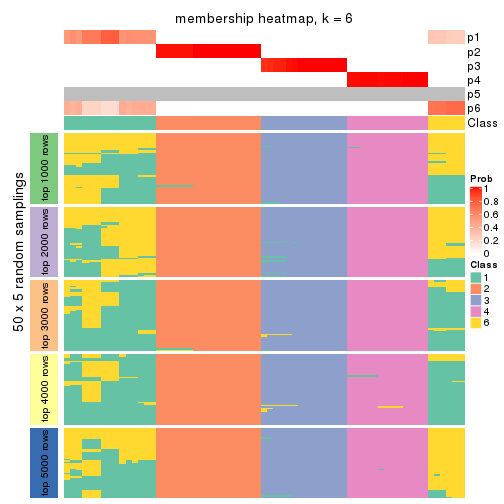 membership heatmap, k = 6
p1
p2
p3
p4
p5
p6
Class
50 x 5 random samplings
top 1000 rows
top 2000 rows
top 3000 rows
top 4000 rows
top 5000 rows
Prob
1
0.8
0.6
0.4
0.2
0
Class
1
2
3
4
6